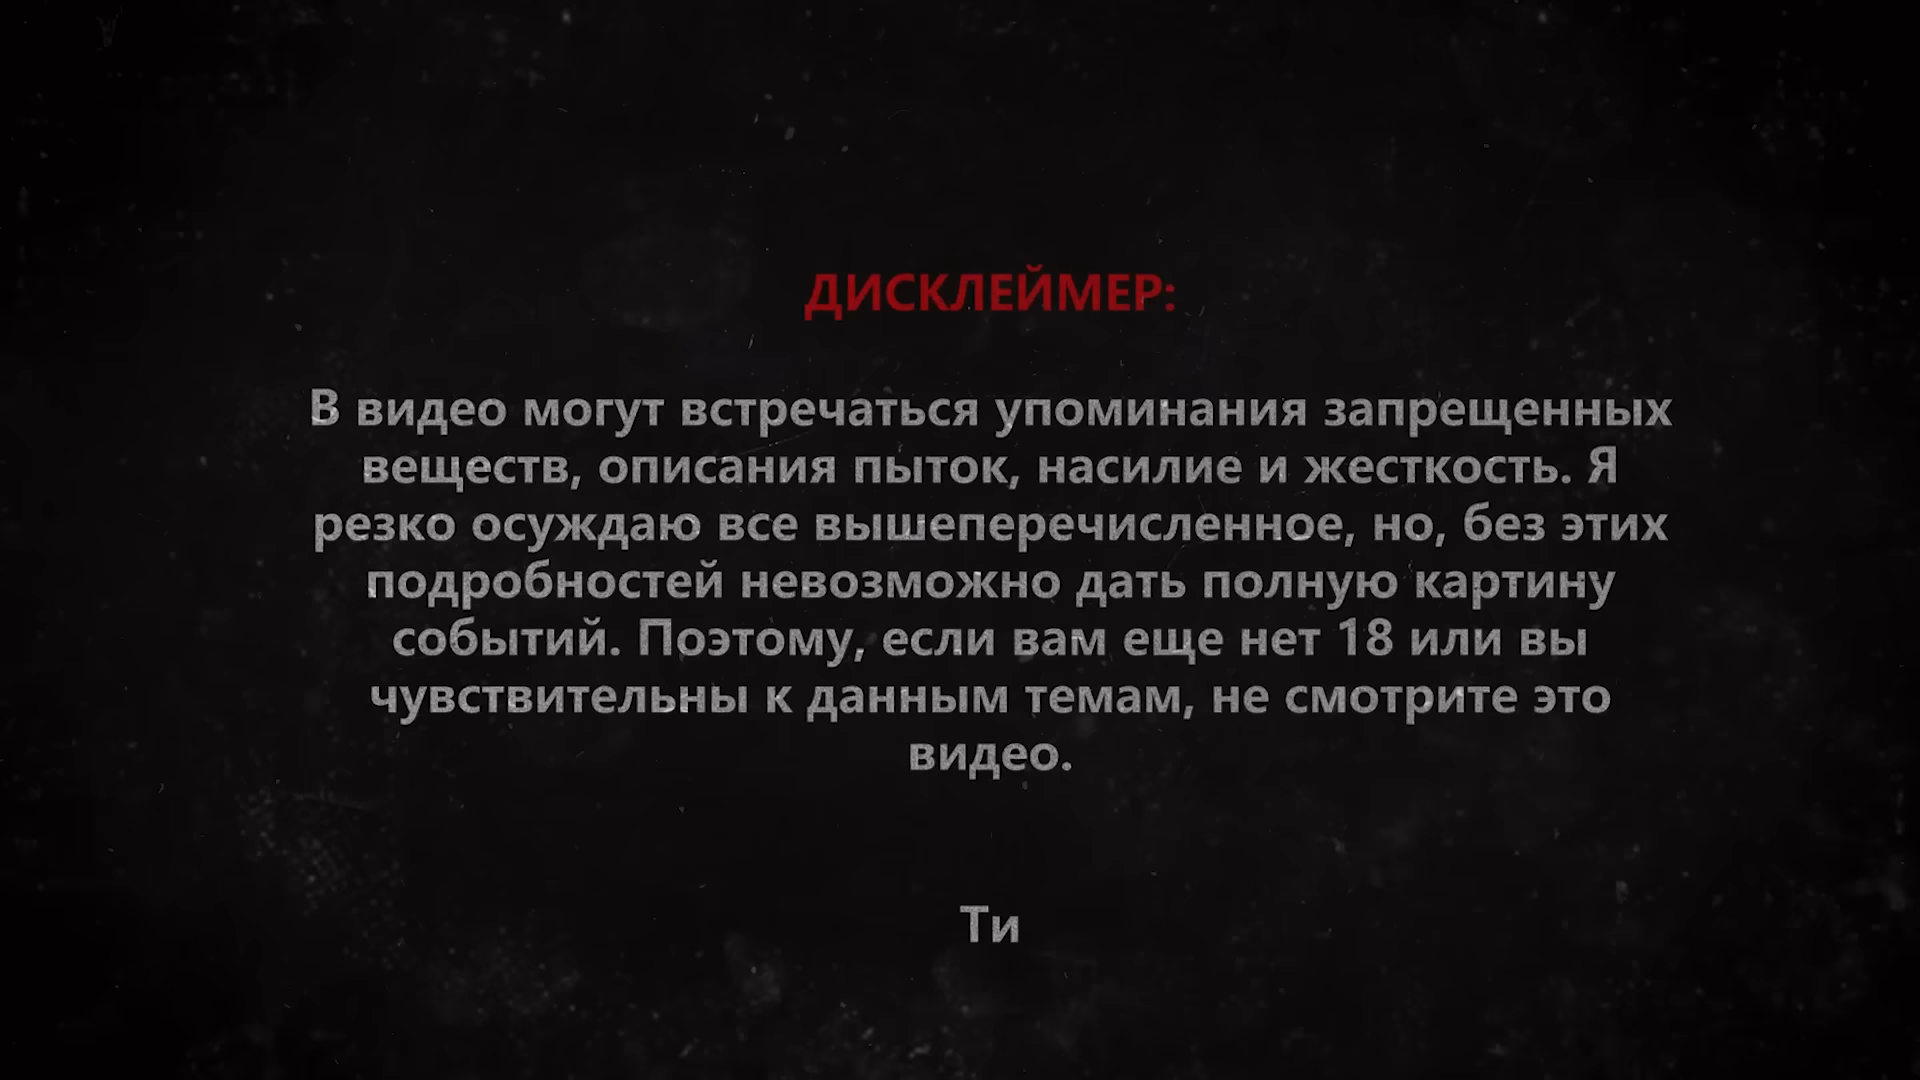 ДИСКЛЕЙМЕР:
В видео могут встречаться упоминания запрещенных
веществ, описания пыток, насилие и жесткость. Я
резко осуждаю все вышеперечисленное, но, без этих
подробностей невозможно дать полную картину
событий. Поэтому, если вам еще нет 18 или вы
чувствительны к данным темам, не смотрите это
видео.
Ти